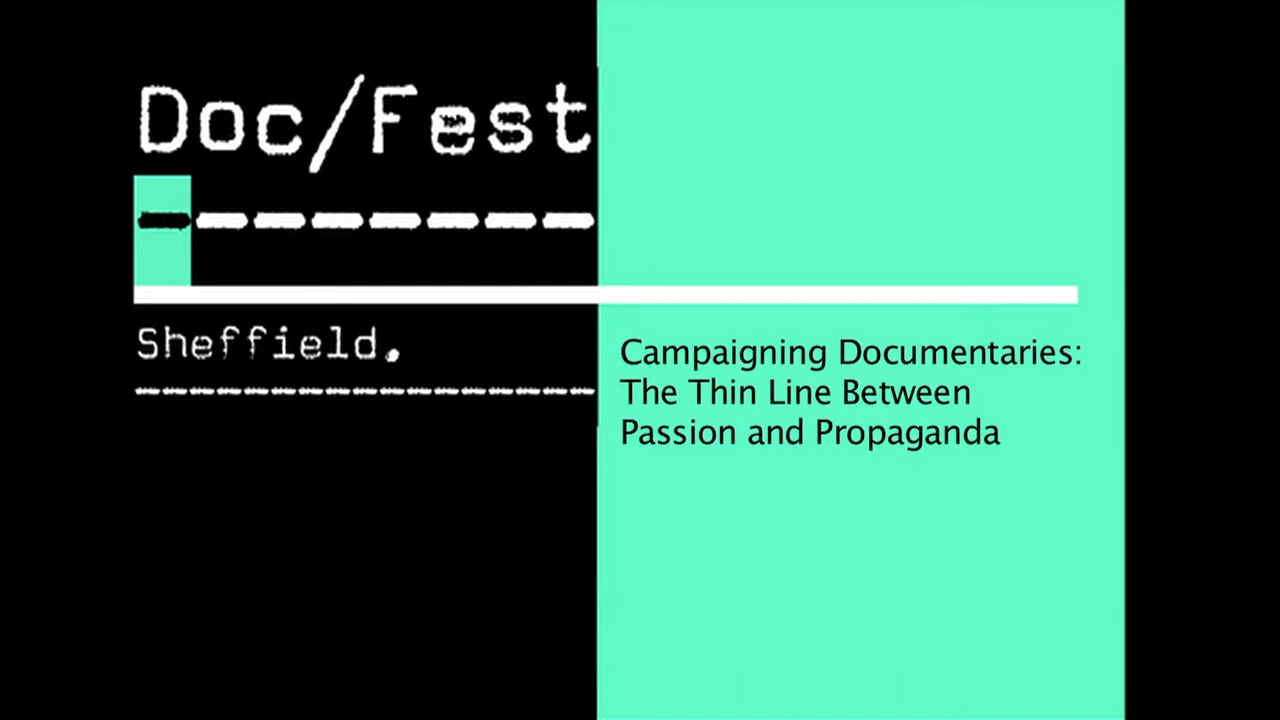 Doc/Fest
Sheffield.
Campaigning Documentaries:
The Thin Line Between
Passion and Propaganda